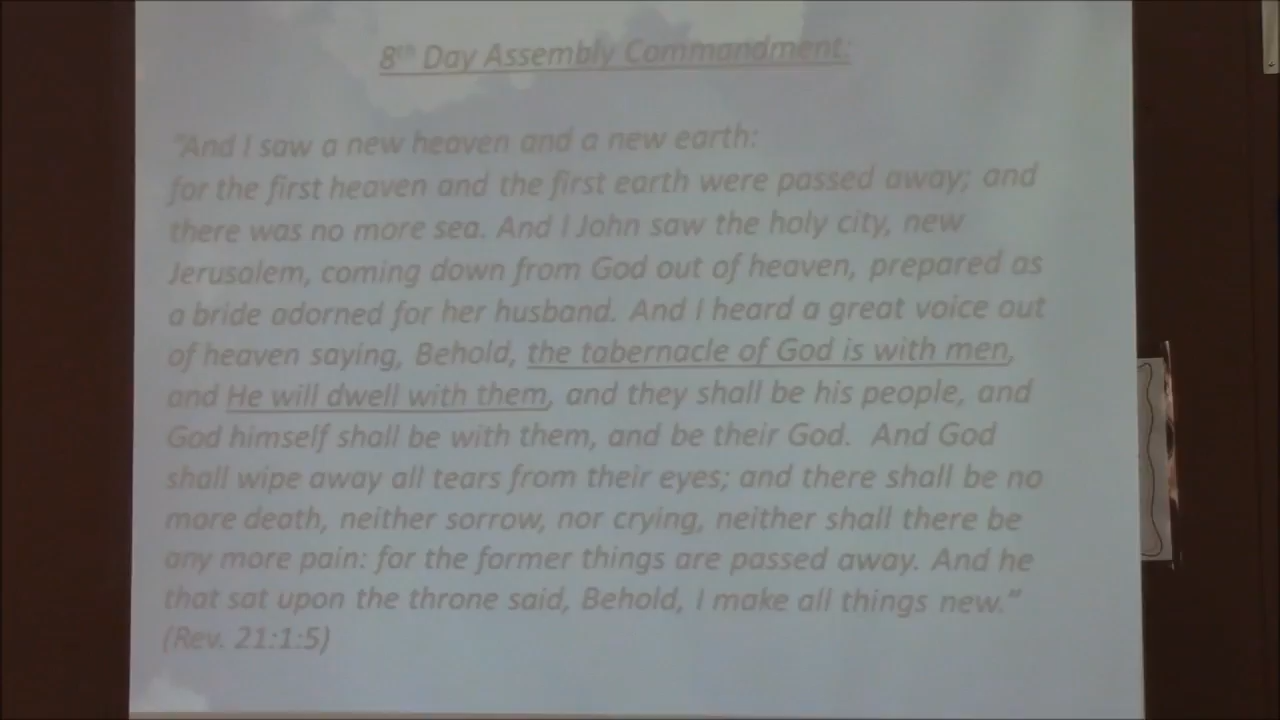 8th Day Assembly Commandment:
"And I saw a new heaven and a new earth:
for the first heaven and the first earth were passed away; and
there was no more sea. And I John saw the holy city, new
Jerusalem, coming down from God out of heaven, prepared as
a bride adorned for her husband. And I heard a great voice out
of heaven saying, Behold, the tabernacle of God is with men,
and He will dwell with them, and they shall be his people, and
God himself shall be with them, and be their God. And God
shall wipe away all tears from their eyes; and there shall be no
more death, neither sorrow, nor crying, neither shall there be
any more pain: for the former things are passed away. And he
that sat upon the throne said, Behold, I make all things new."
(Rev. 21:1:5)